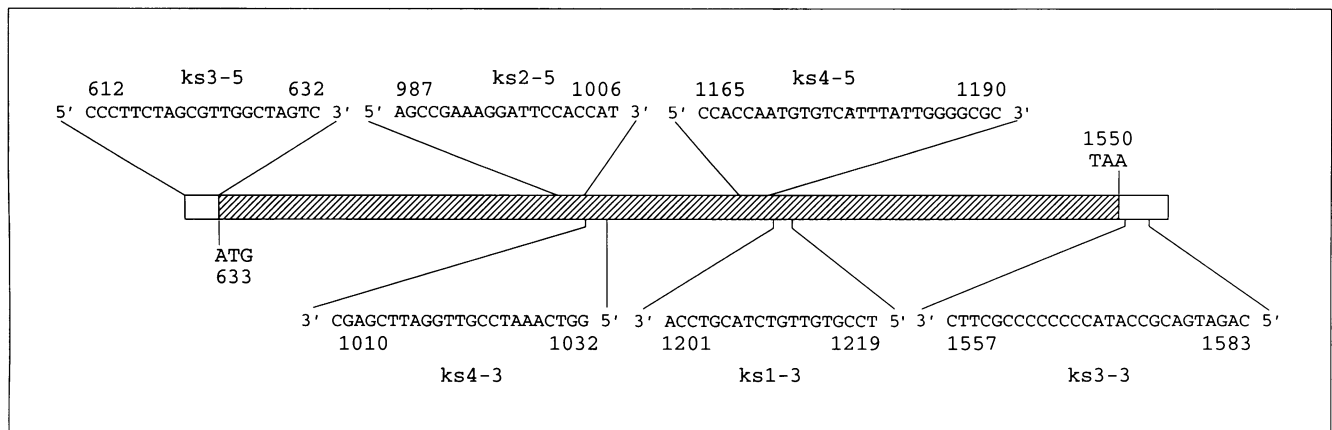 ks3-5 ks2-5 ks4-5
612 632 987 1006 1165 1190
5' CCCTTCTAGCGTTGGCTAGTC 3' 5' AGCCGAAAGGATTCCACCAT 3' 5' CCACCAATGTGTCATTTATTGGGGCGC 3'
1550
TAA
ATG
633
3' CGAGCTTAGGTTGCCTAAACTGG 5' 3' ACCTGCATCTGTTGTGCCT 5' 3' CTTCGCCCCCCCCATACCGCAGTAGAC 5'
1010 1032 1201 1219 1557 1583
ks4-3 ks1-3 ks3-3